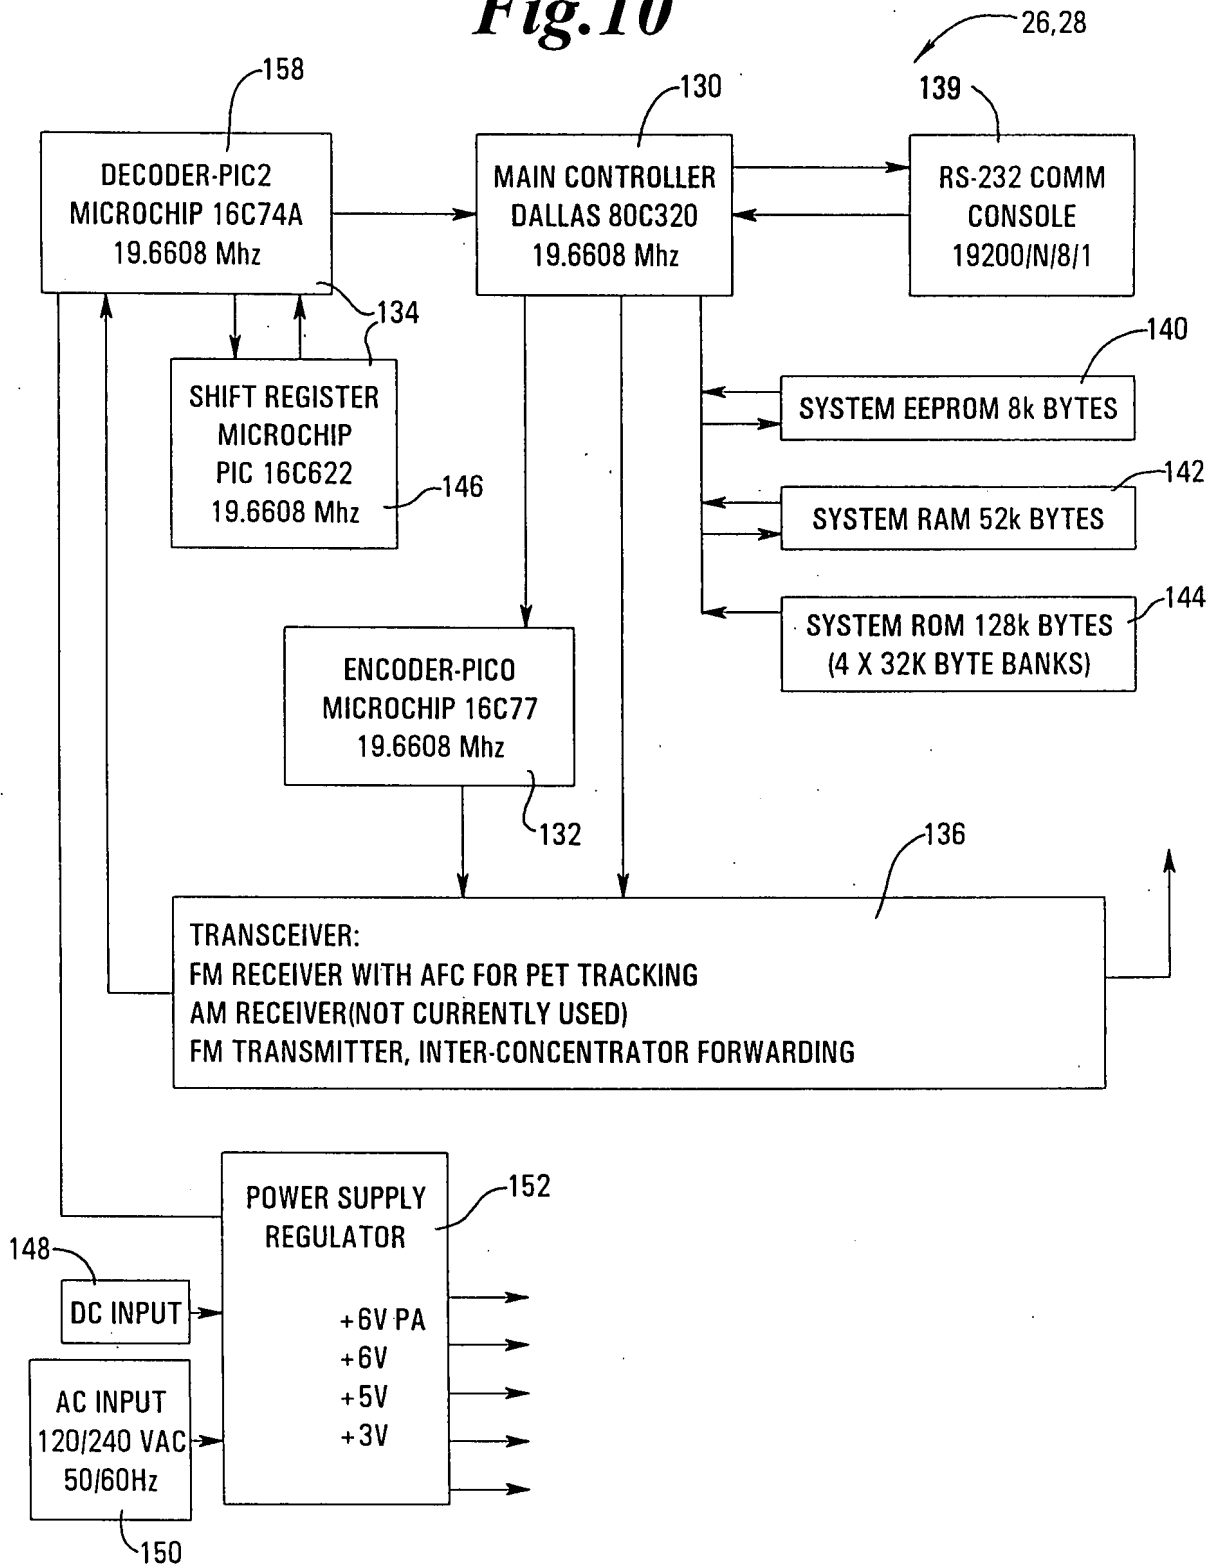 Fig.10
26,28
158
130
139
DECODER-PIC2
MICROCHIP 16C74A
19.6608 Mhz
MAIN CONTROLLER
DALLAS 80C320
19.6608 Mhz
RS-232 COMM
CONSOLE
19200/N/8/1
134
140
SHIFT REGISTER
MICROCHIP
PIC 16C622
19.6608 Mhz
146
SYSTEM EEPROM 8k BYTES
142
SYSTEM RAM 52k BYTES
144
SYSTEM ROM 128k BYTES
(4 X 32K BYTE BANKS)
ENCODER-PIC0
MICROCHIP 16C77
19.6608 Mhz
132
136
TRANSCEIVER:
FM RECEIVER WITH AFC FOR PET TRACKING
AM RECEIVER(NOT CURRENTLY USED)
FM TRANSMITTER, INTER-CONCENTRATOR FORWARDING
152
POWER SUPPLY
REGULATOR
148
DC INPUT
+6V PA
+6V
+5V
+3V
AC INPUT
120/240 VAC
50/60Hz
150